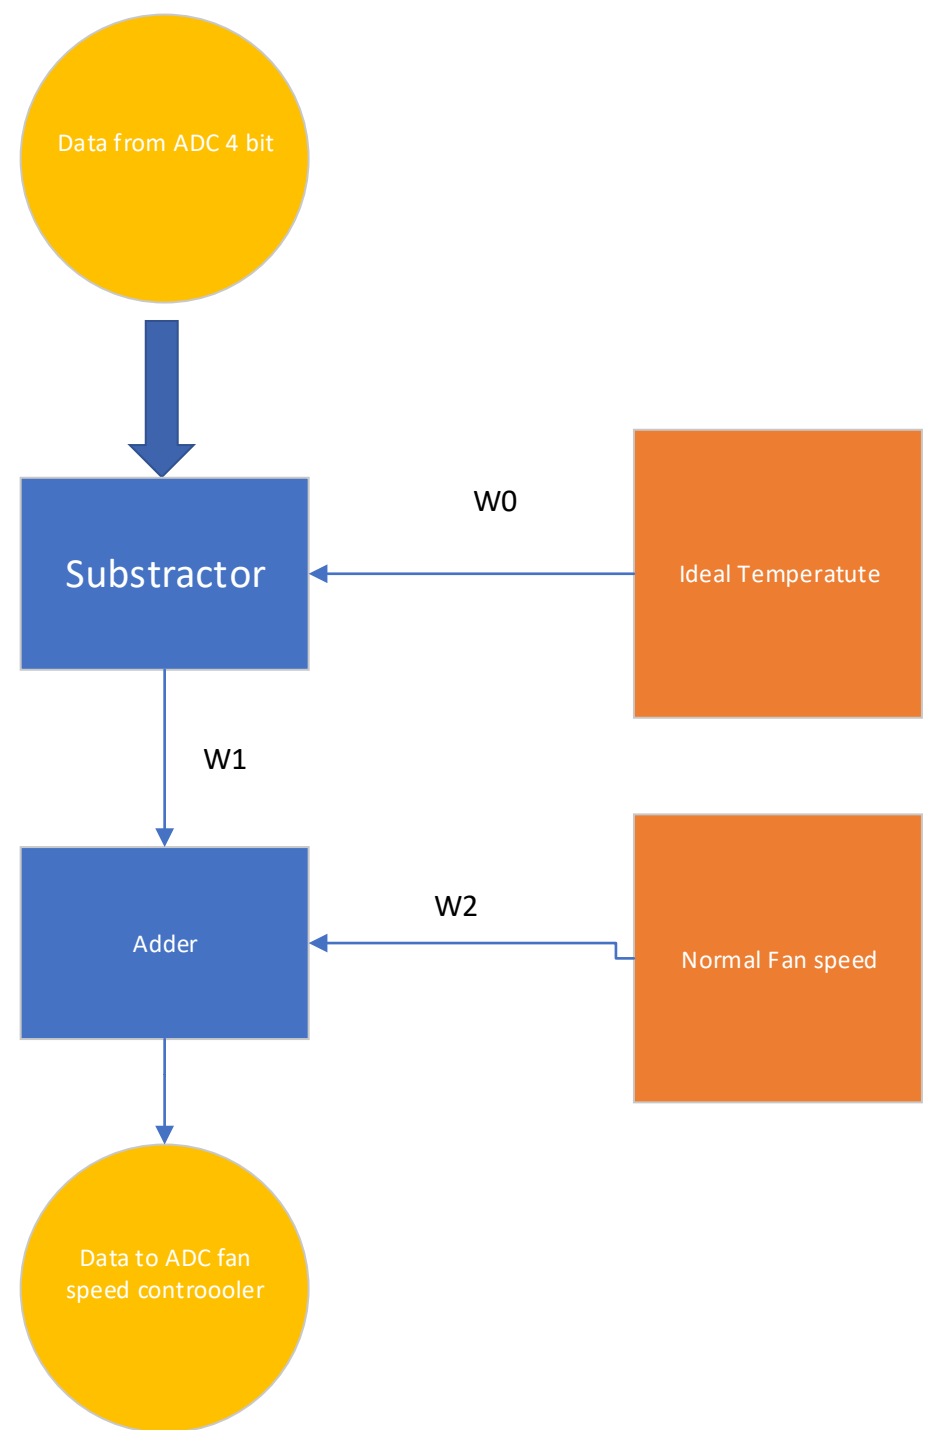 Data from ADC 4 bit
W0
Substractor
Ideal Temperatute
W1
W2
Adder
Normal Fan speed
Data to ADC fan
speed controooler